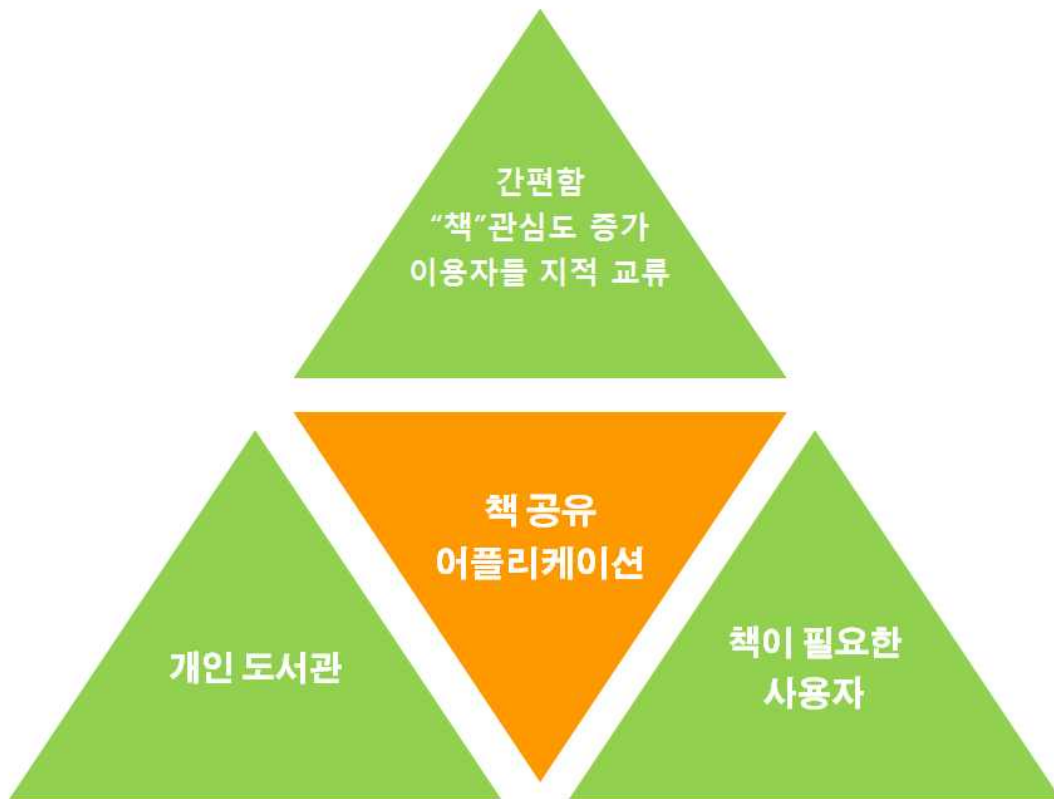 간편함
“책”관심도 증가
이용자들 지적 교류
책 공유
어플리케이션
개인 도서관
책이 필요한
사용자